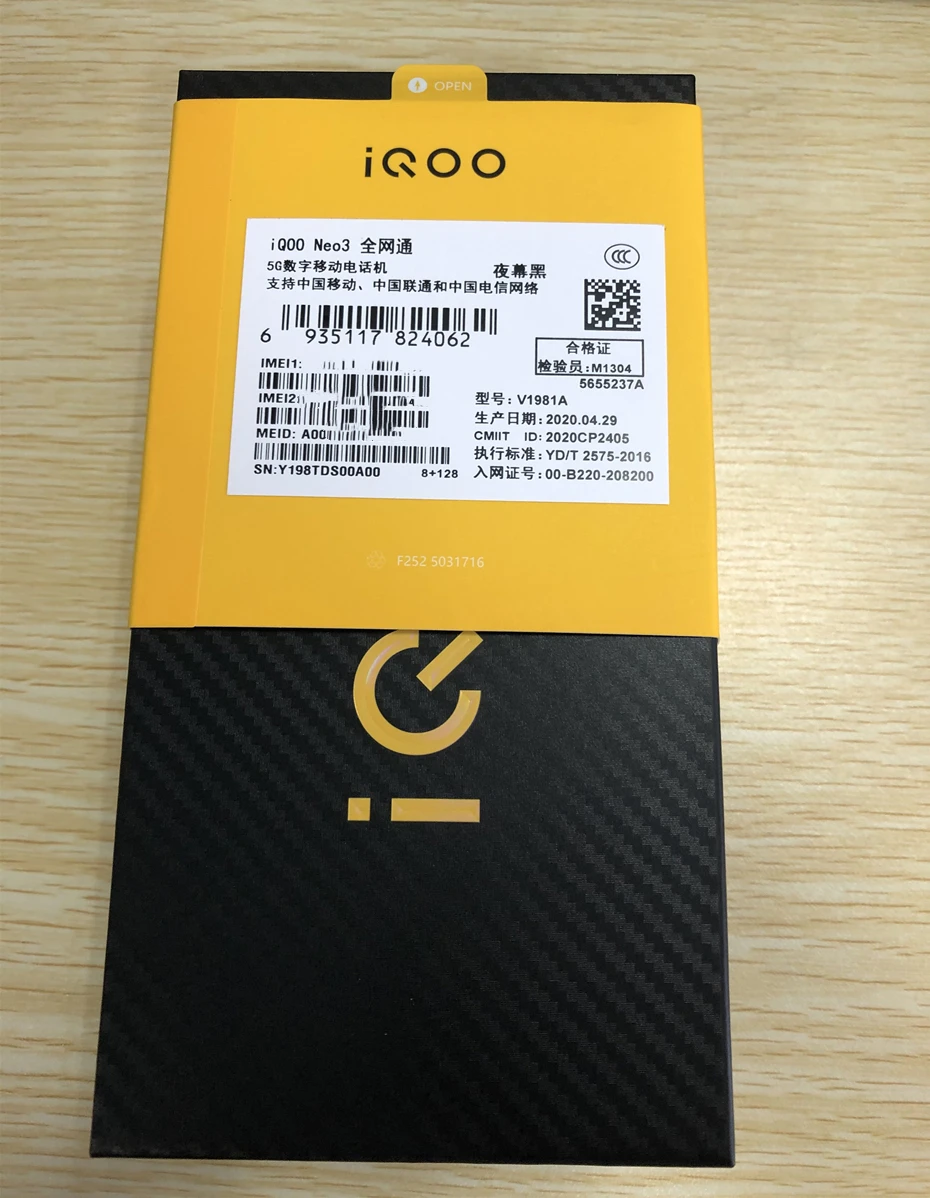 OPEN
iQOO
iQOO Neo3 全网通
5G数字移动电话机
夜幕黑
支持中国移动、中国联通和中国电信网络
CCC
6 935117 824062
合格证
检验员:M1304
5655237A
IMEI1:
IMEI2:
MEID: A00
SN:Y198TDS00A00
8+128
型号:V1981A
生产日期:2020.04.29
CMIIT ID:2020CP2405
执行标准:YD/T 2575-2016
入网证号:00-B220-208200
F252 5031716
iQ